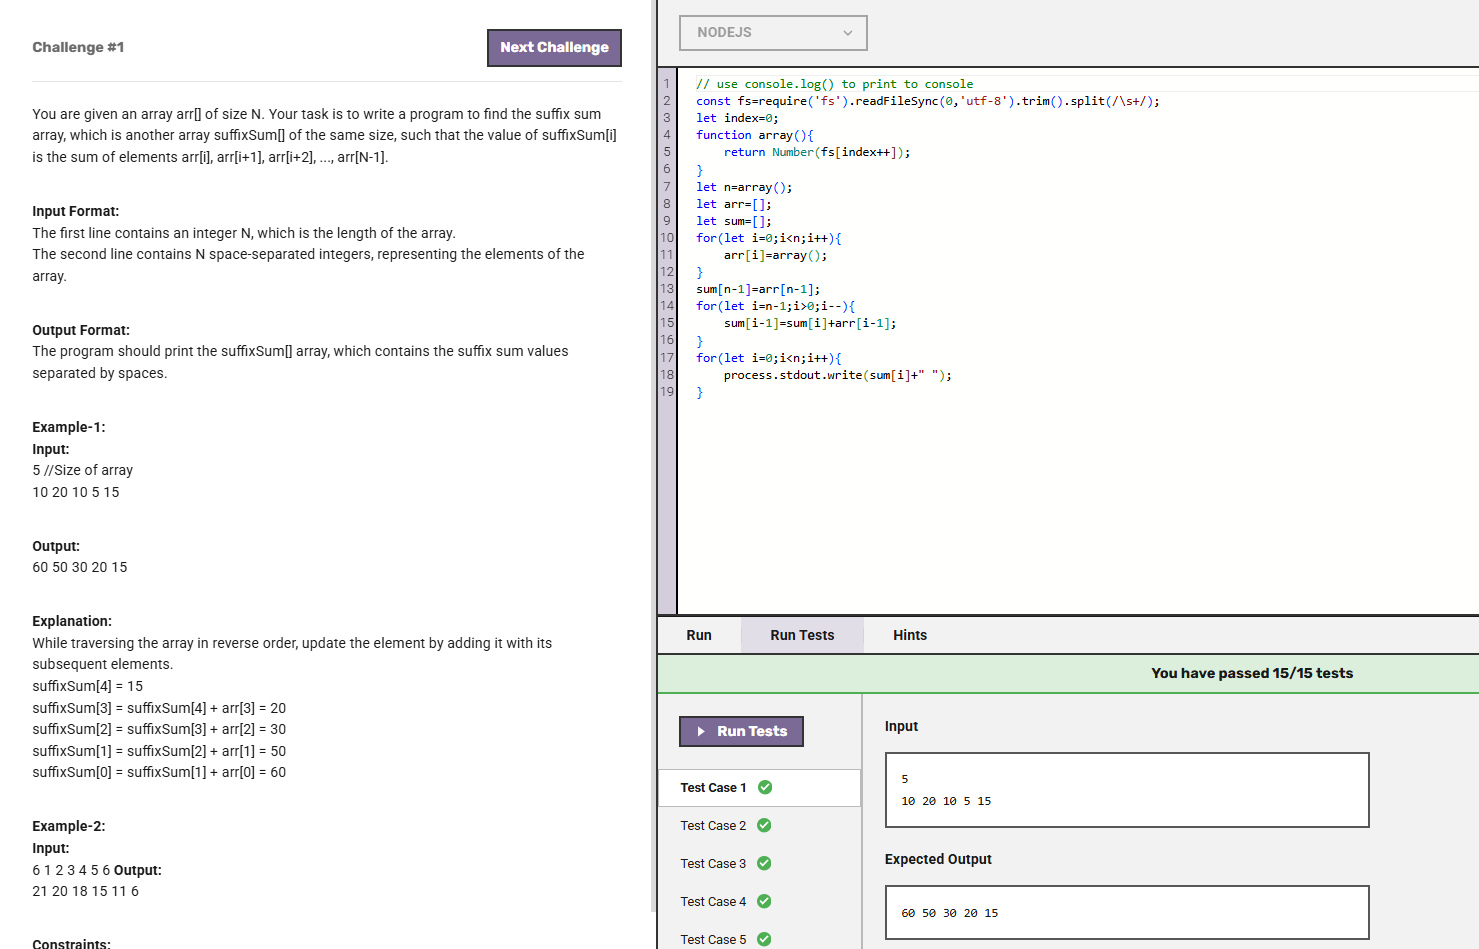 Challenge #1
Next Challenge
You are given an array arr[] of size N. Your task is to write a program to find the suffix sum
array, which is another array suffixSum[] of the same size, such that the value of suffixSum[i]
is the sum of elements arr[i], arr[i+1], arr[i+2], ..., arr[N-1].
Input Format:
The first line contains an integer N, which is the length of the array.
The second line contains N space-separated integers, representing the elements of the
array.
Output Format:
The program should print the suffixSum[] array, which contains the suffix sum values
separated by spaces.
Example-1:
Input:
5 //Size of array
10 20 10 5 15
Output:
60 50 30 20 15
Explanation:
While traversing the array in reverse order, update the element by adding it with its
subsequent elements.
suffixSum[4] = 15
suffixSum[3] = suffixSum[4] + arr[3] = 20
suffixSum[2] = suffixSum[3] + arr[2] = 30
suffixSum[1] = suffixSum[2] + arr[1] = 50
suffixSum[0] = suffixSum[1] + arr[0] = 60
Example-2:
Input:
6 1 2 3 4 5 6 Output:
21 20 18 15 11 6
Constraints:
NODEJS
1 // use console.log() to print to console
2 const fs=require('fs').readFileSync(0,'utf-8').trim().split(/\s+/);
3 let index=0;
4 function array(){
5     return Number(fs[index++]);
6 }
7 let n=array();
8 let arr=[];
9 let sum=[];
10 for(let i=0;i<n;i++){
11     arr[i]=array();
12 }
13 sum[n-1]=arr[n-1];
14 for(let i=n-1;i>0;i--){
15     sum[i-1]=sum[i]+arr[i-1];
16 }
17 for(let i=0;i<n;i++){
18     process.stdout.write(sum[i]+" ");
19 }
Run Run Tests Hints
You have passed 15/15 tests
Run Tests
Test Case 1
Test Case 2
Test Case 3
Test Case 4
Test Case 5
Input
5
10 20 10 5 15
Expected Output
60 50 30 20 15